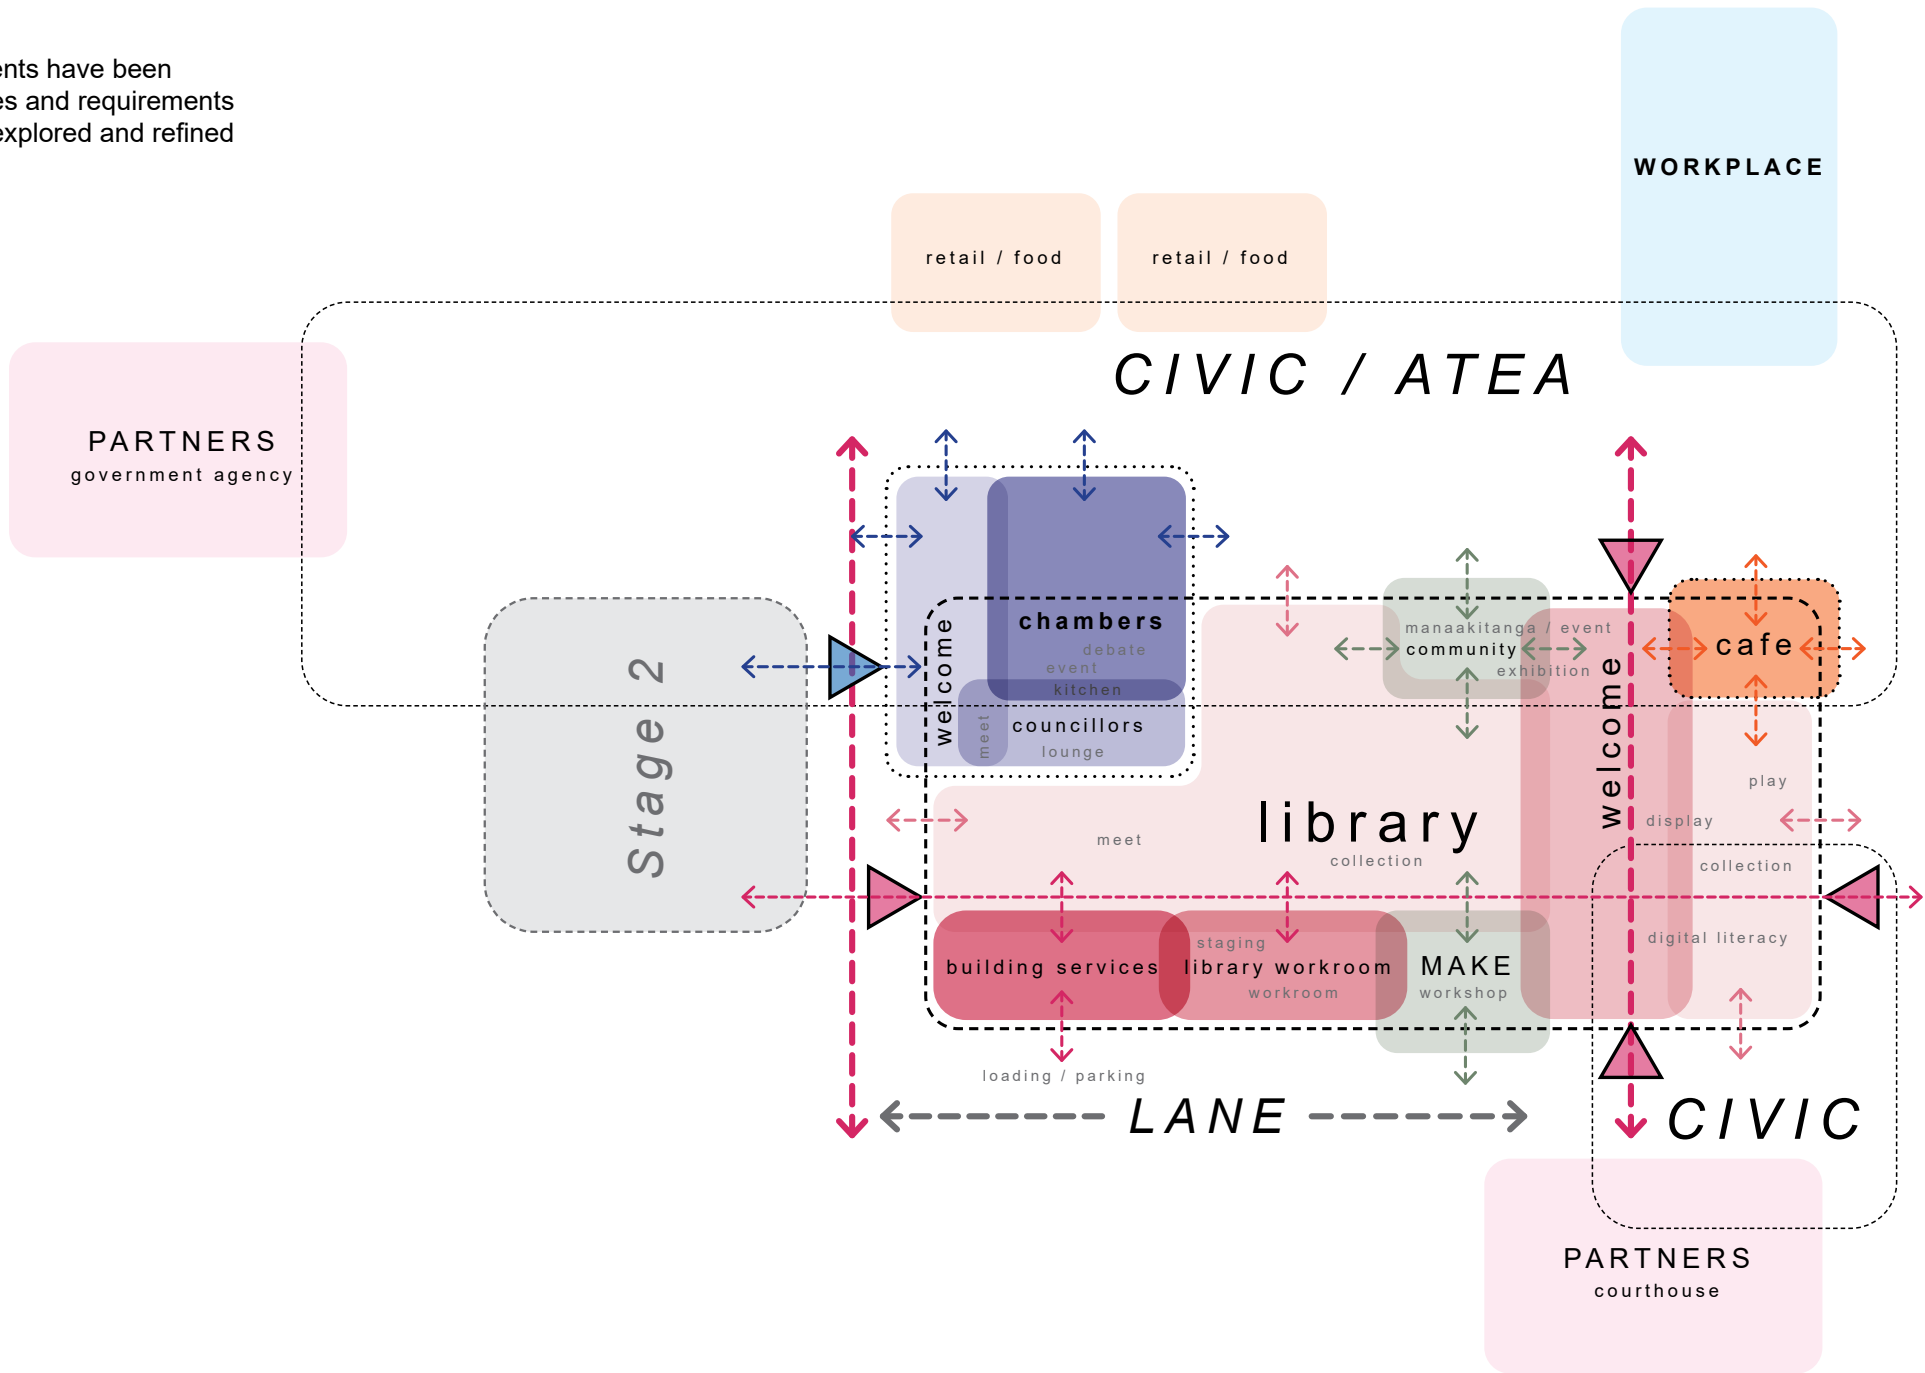 ents have been
es and requirements
explored and refined
WORKPLACE
retail / food
retail / food
CIVIC / ATEA
PARTNERS
government agency
Stage 2
welcome
chambers
debate
event
kitchen
meet
councillors
lounge
manaakitanga / event
community
exhibition
welcome
cafe
play
display
library
collection
meet
collection
digital literacy
staging
building services
library workroom
workroom
MAKE
workshop
loading / parking
LANE
CIVIC
PARTNERS
courthouse